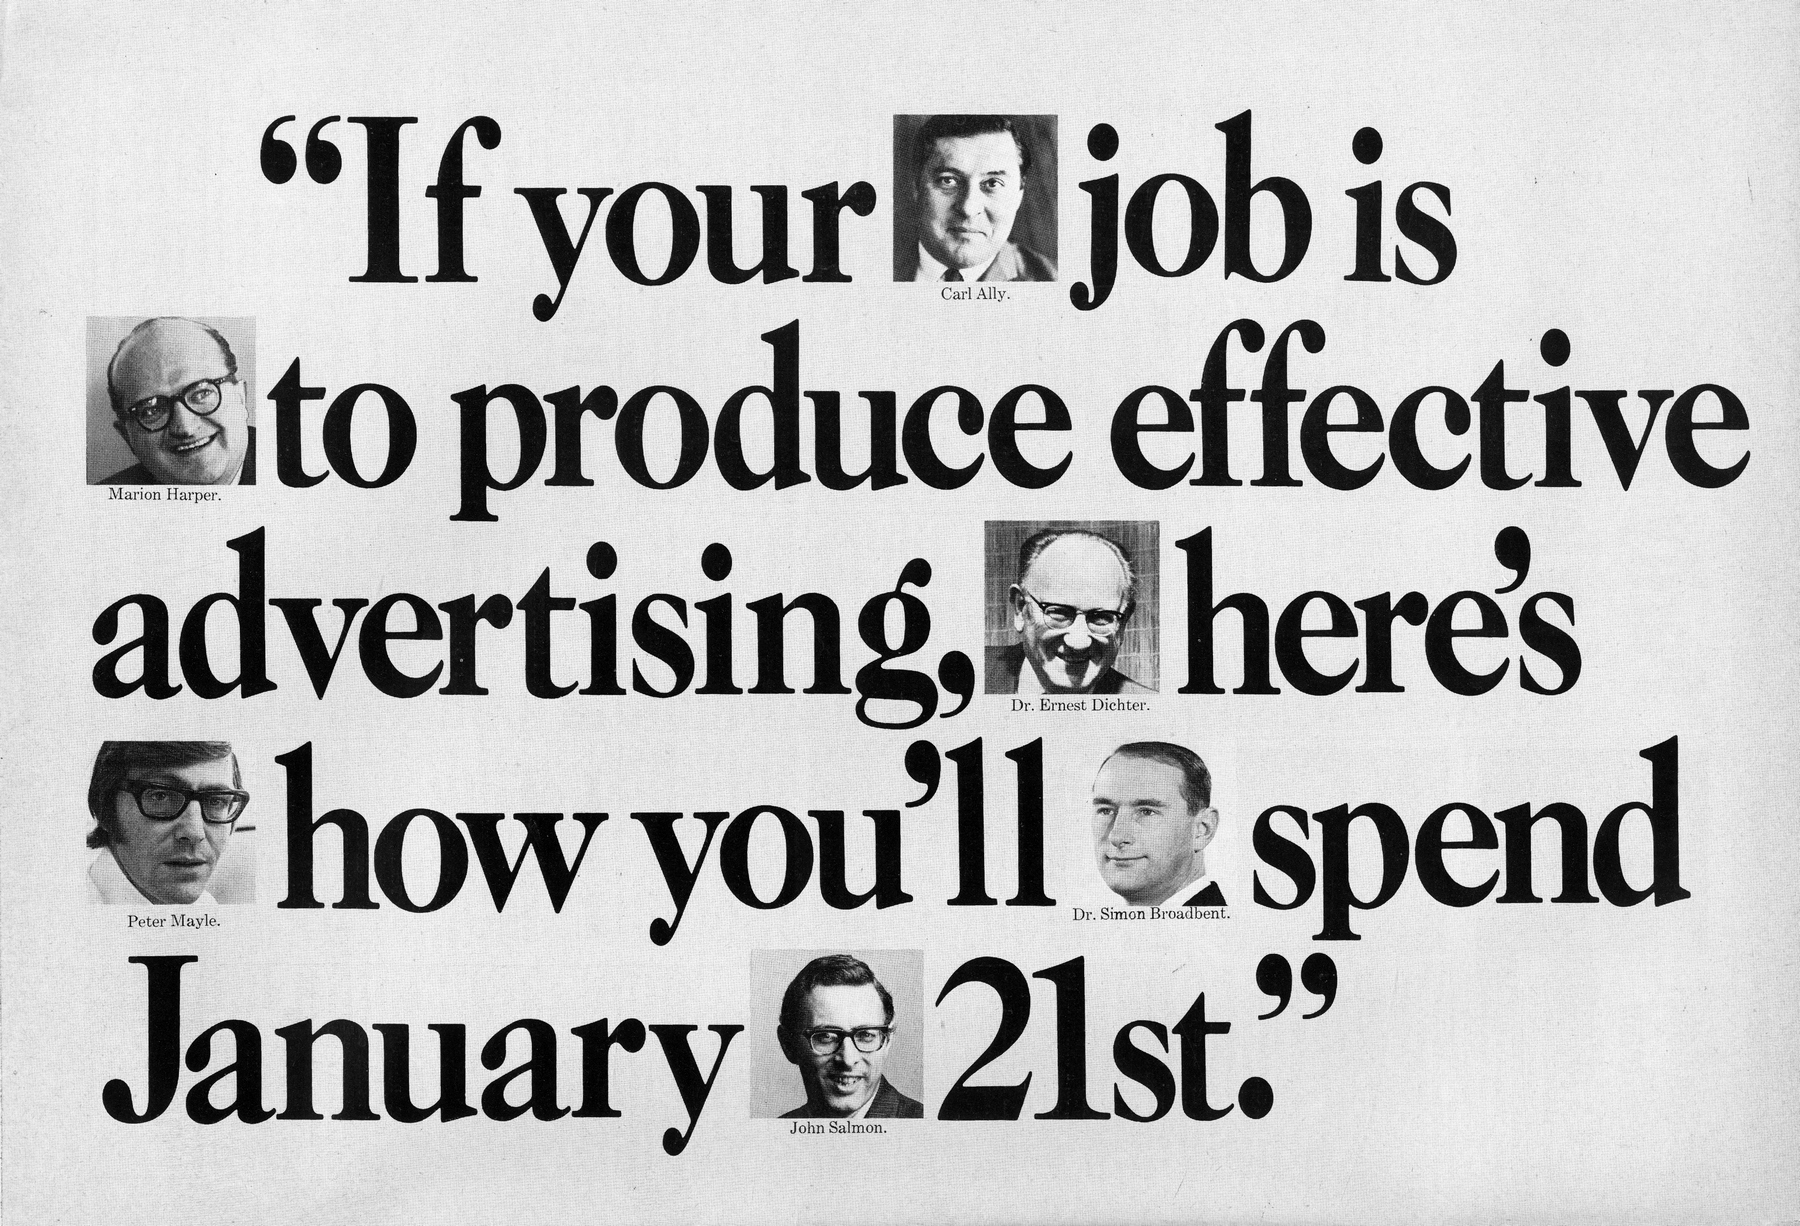 “If your job is
Carl Ally.
to produce effective
Marion Harper.
advertising, here’s
Dr. Ernest Dichter.
how you’ll spend
Peter Mayle.
Dr. Simon Broadbent.
January 21st.”
John Salmon.